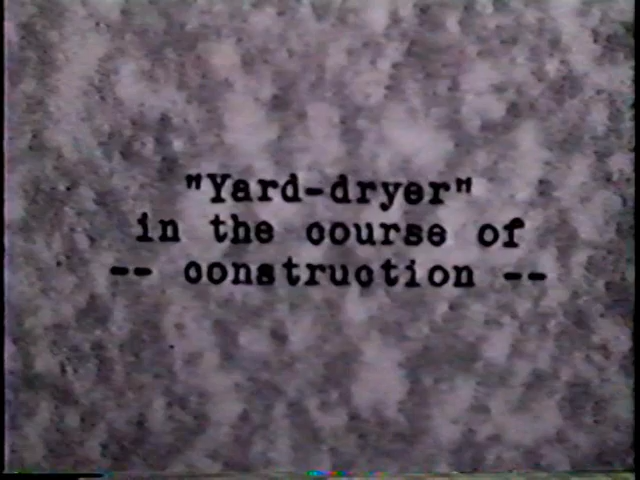 "Yard-dryer"
in the course of
-- construction --